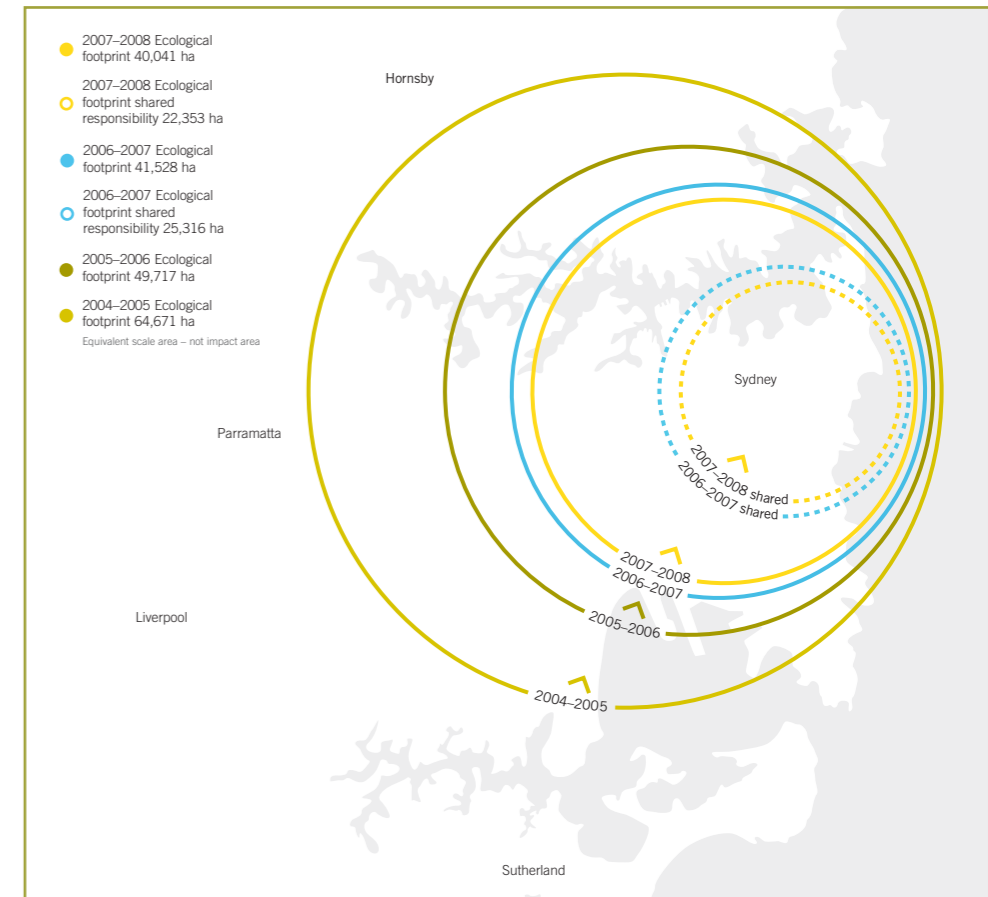 2007–2008 Ecological
footprint 40,041 ha
2007–2008 Ecological
footprint shared
responsibility 22,353 ha
2006–2007 Ecological
footprint 41,528 ha
2006–2007 Ecological
footprint shared
responsibility 25,316 ha
2005–2006 Ecological
footprint 49,717 ha
2004–2005 Ecological
footprint 64,671 ha
Equivalent scale area – not impact area
Hornsby
Sydney
Parramatta
2007–2008 shared
2006–2007 shared
2007–2008
2006–2007
2005–2006
Liverpool
2004–2005
Sutherland